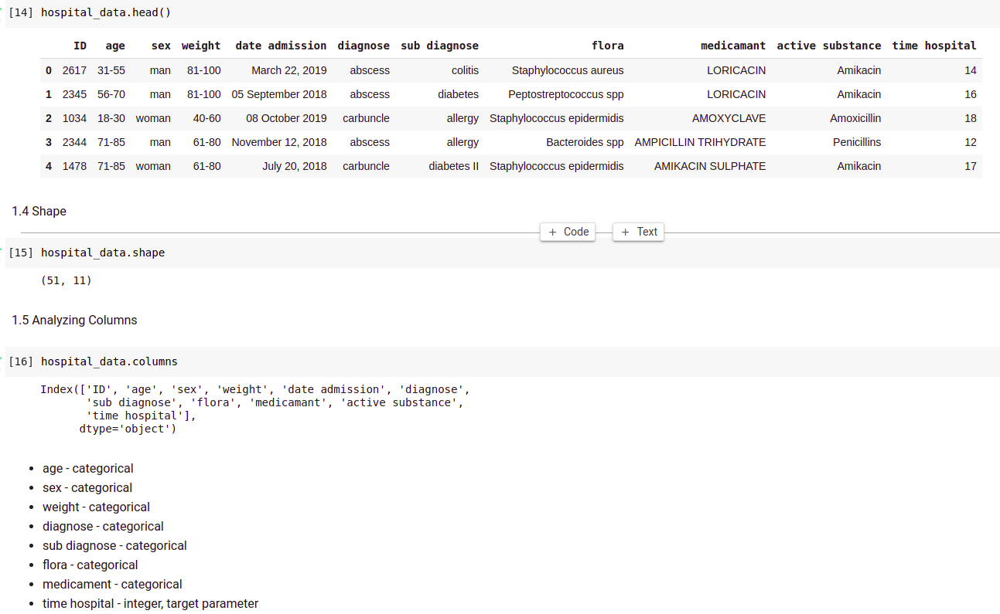 [14] hospital_data.head()
ID age sex weight date admission diagnose sub diagnose flora medicamant active substance time hospital
0 2617 31-55 man 81-100 March 22, 2019 abscess colitis Staphylococcus aureus LORICACIN Amikacin 14
1 2345 56-70 man 81-100 05 September 2018 abscess diabetes Peptostreptococcus spp LORICACIN Amikacin 16
2 1034 18-30 woman 40-60 08 October 2019 carbuncle allergy Staphylococcus epidermidis AMOXYCLAVE Amoxicillin 18
3 2344 71-85 man 61-80 November 12, 2018 abscess allergy Bacteroides spp AMPICILLIN TRIHYDRATE Penicillins 12
4 1478 71-85 woman 61-80 July 20, 2018 carbuncle diabetes II Staphylococcus epidermidis AMIKACIN SULPHATE Amikacin 17
1.4 Shape
+ Code + Text
[15] hospital_data.shape
(51, 11)
1.5 Analyzing Columns
[16] hospital_data.columns
Index(['ID', 'age', 'sex', 'weight', 'date admission', 'diagnose',
'sub diagnose', 'flora', 'medicamant', 'active substance',
'time hospital'],
dtype='object')
• age - categorical
• sex - categorical
• weight - categorical
• diagnose - categorical
• sub diagnose - categorical
• flora - categorical
• medicament - categorical
• time hospital - integer, target parameter